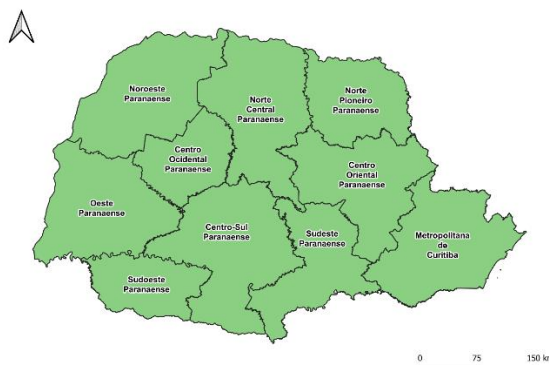 Noroeste
Paranaense
Norte
Central
Paranaense
Norte
Pioneiro
Paranaense
Centro
Ocidental
Paranaense
Centro
Oriental
Paranaense
Oeste
Paranaense
Centro-Sul
Paranaense
Sudeste
Paranaense
Metropolitana
de
Curitiba
Sudoeste
Paranaense
0 75 150 km